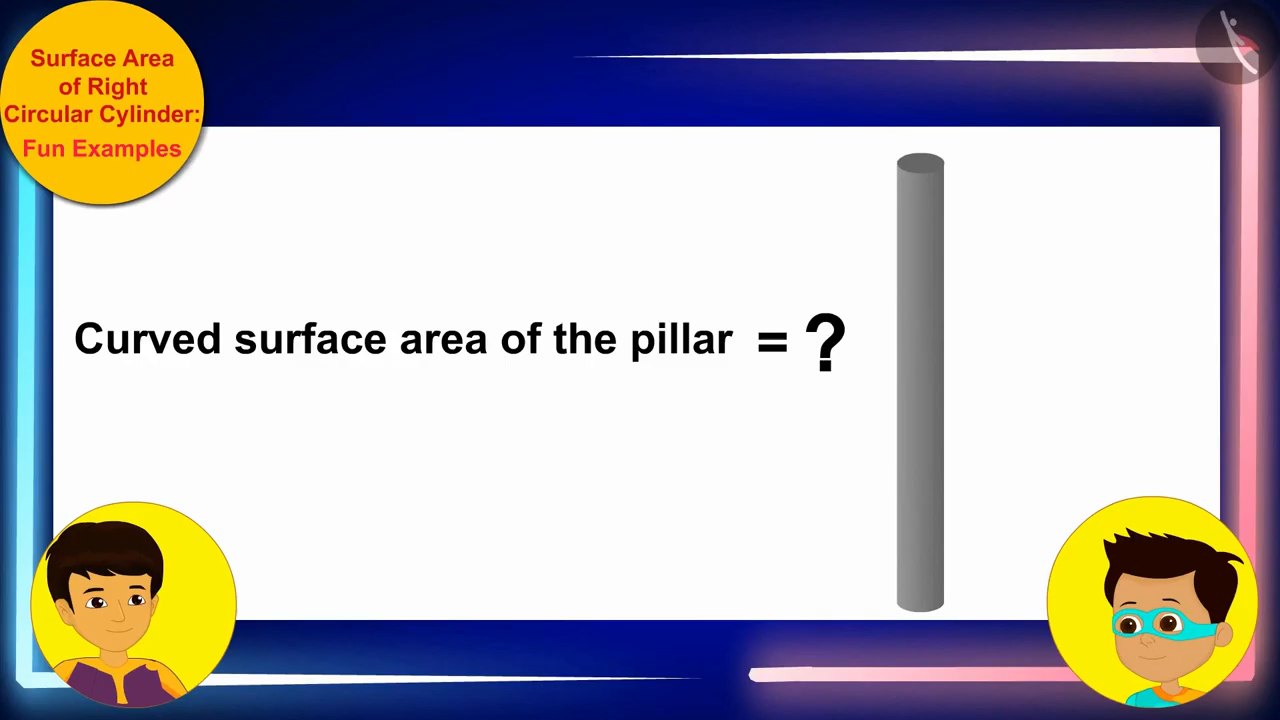 Surface Area
of Right
Circular Cylinder:
Fun Examples
Curved surface area of the pillar = ?